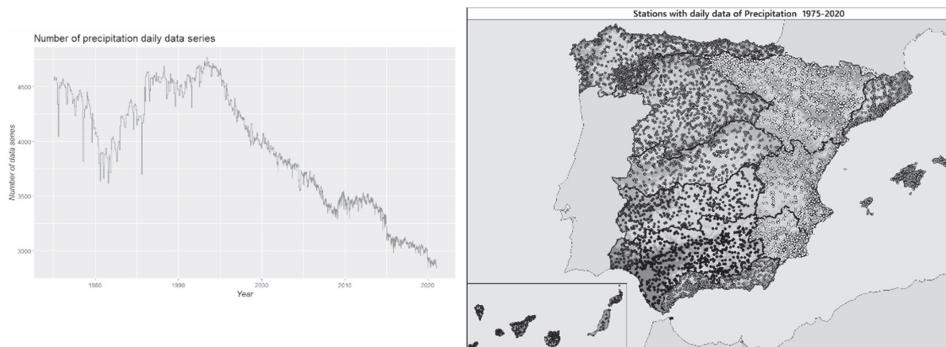 Number of precipitation daily data series
Number of data series
4500
4000
3500
3000
1980
1990
2000
2010
2020
Year
Stations with daily data of Precipitation 1975-2020